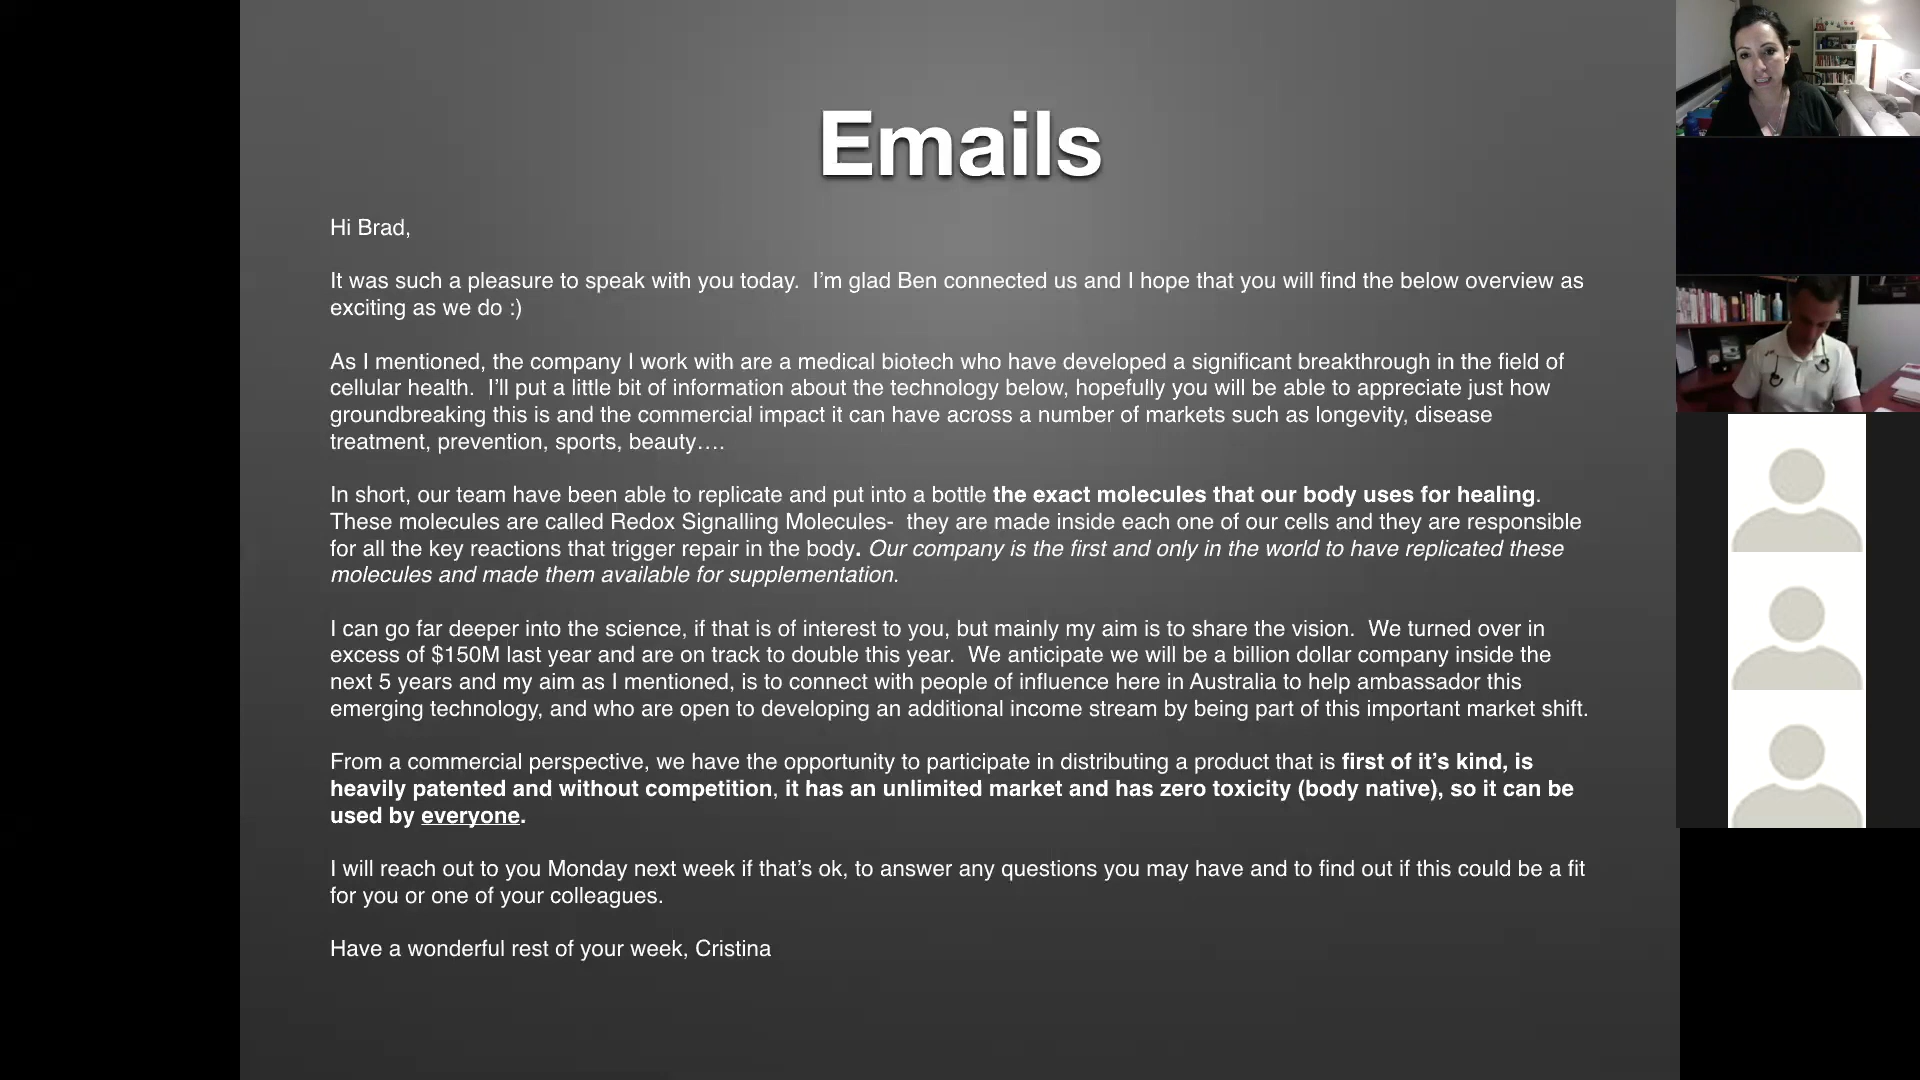 Emails
Hi Brad,
It was such a pleasure to speak with you today.  I’m glad Ben connected us and I hope that you will find the below overview as
exciting as we do :)
As I mentioned, the company I work with are a medical biotech who have developed a significant breakthrough in the field of
cellular health.  I’ll put a little bit of information about the technology below, hopefully you will be able to appreciate just how
groundbreaking this is and the commercial impact it can have across a number of markets such as longevity, disease
treatment, prevention, sports, beauty….
In short, our team have been able to replicate and put into a bottle the exact molecules that our body uses for healing.
These molecules are called Redox Signalling Molecules-  they are made inside each one of our cells and they are responsible
for all the key reactions that trigger repair in the body. Our company is the first and only in the world to have replicated these
molecules and made them available for supplementation.
I can go far deeper into the science, if that is of interest to you, but mainly my aim is to share the vision.  We turned over in
excess of $150M last year and are on track to double this year.  We anticipate we will be a billion dollar company inside the
next 5 years and my aim as I mentioned, is to connect with people of influence here in Australia to help ambassador this
emerging technology, and who are open to developing an additional income stream by being part of this important market shift.
From a commercial perspective, we have the opportunity to participate in distributing a product that is first of it’s kind, is
heavily patented and without competition, it has an unlimited market and has zero toxicity (body native), so it can be
used by everyone.
I will reach out to you Monday next week if that’s ok, to answer any questions you may have and to find out if this could be a fit
for you or one of your colleagues.
Have a wonderful rest of your week, Cristina